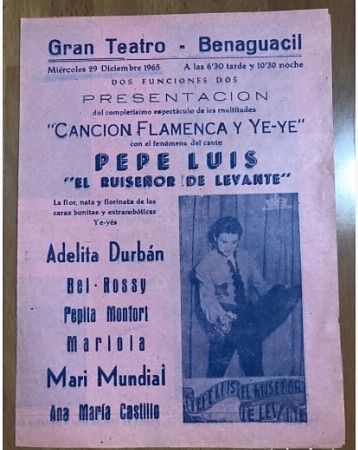 Gran Teatro - Benaguacil
Miércoles 29 Diciembre 1965 A las 6'30 tarde y 10'30 noche
DOS FUNCIONES DOS
PRESENTACION
del completísimo espectáculo de las multitudes
"CANCION FLAMENCA Y YE-YE"
con el fenómeno del cante
PEPE LUIS
"EL RUISEÑOR DE LEVANTE"
La flor, nata y florinata de las
caras bonitas y estrambóticas
Ye-yés
Adelita Durbán
Bel-Rossy
Pepita Montort
Mariola
Mari Mundial
Ana María Castillo
PEPE LUIS EL RUISEÑOR
DE LEVANTE